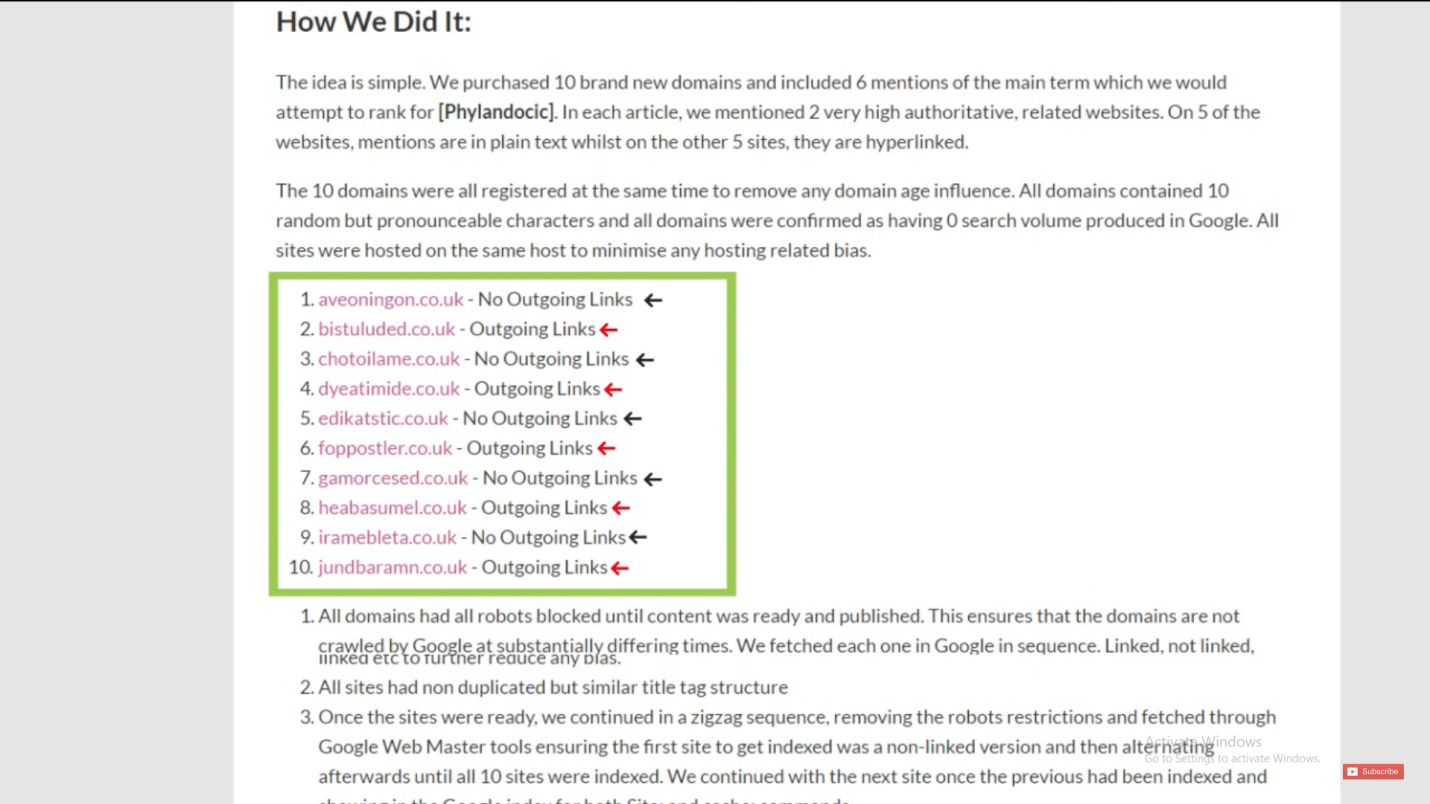 How We Did It:
The idea is simple. We purchased 10 brand new domains and included 6 mentions of the main term which we would
attempt to rank for [Phylandocic]. In each article, we mentioned 2 very high authoritative, related websites. On 5 of the
websites, mentions are in plain text whilst on the other 5 sites, they are hyperlinked.
The 10 domains were all registered at the same time to remove any domain age influence. All domains contained 10
random but pronounceable characters and all domains were confirmed as having 0 search volume produced in Google. All
sites were hosted on the same host to minimise any hosting related bias.
1. aveoningon.co.uk - No Outgoing Links ←
2. bistuluded.co.uk - Outgoing Links ←
3. chotoilame.co.uk - No Outgoing Links ←
4. dyeatimide.co.uk - Outgoing Links ←
5. edikatstic.co.uk - No Outgoing Links ←
6. foppostler.co.uk - Outgoing Links ←
7. gamorcesed.co.uk - No Outgoing Links ←
8. heabasumel.co.uk - Outgoing Links ←
9. iramebleta.co.uk - No Outgoing Links ←
10. jundbaramn.co.uk - Outgoing Links ←
1. All domains had all robots blocked until content was ready and published. This ensures that the domains are not
crawled by Google at substantially differing times. We fetched each one in Google in sequence. Linked, not linked,
linked etc to further reduce any bias.
2. All sites had non duplicated but similar title tag structure
3. Once the sites were ready, we continued in a zigzag sequence, removing the robots restrictions and fetched through
Google Web Master tools ensuring the first site to get indexed was a non-linked version and then alternating
afterwards until all 10 sites were indexed. We continued with the next site once the previous had been indexed and
showing in the Google index for both Site: and cache: commands
Activate Windows
Go to Settings to activate Windows.
Subscribe